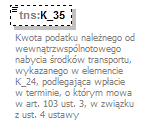 tns:K_35
Kwota podatku należnego od
wewnątrzwspólnotowego
nabycia środków transportu,
wykazanego w elemencie
K_24, podlegająca wpłacie
w terminie, o którym mowa
w art. 103 ust. 3, w związku
z ust. 4 ustawy